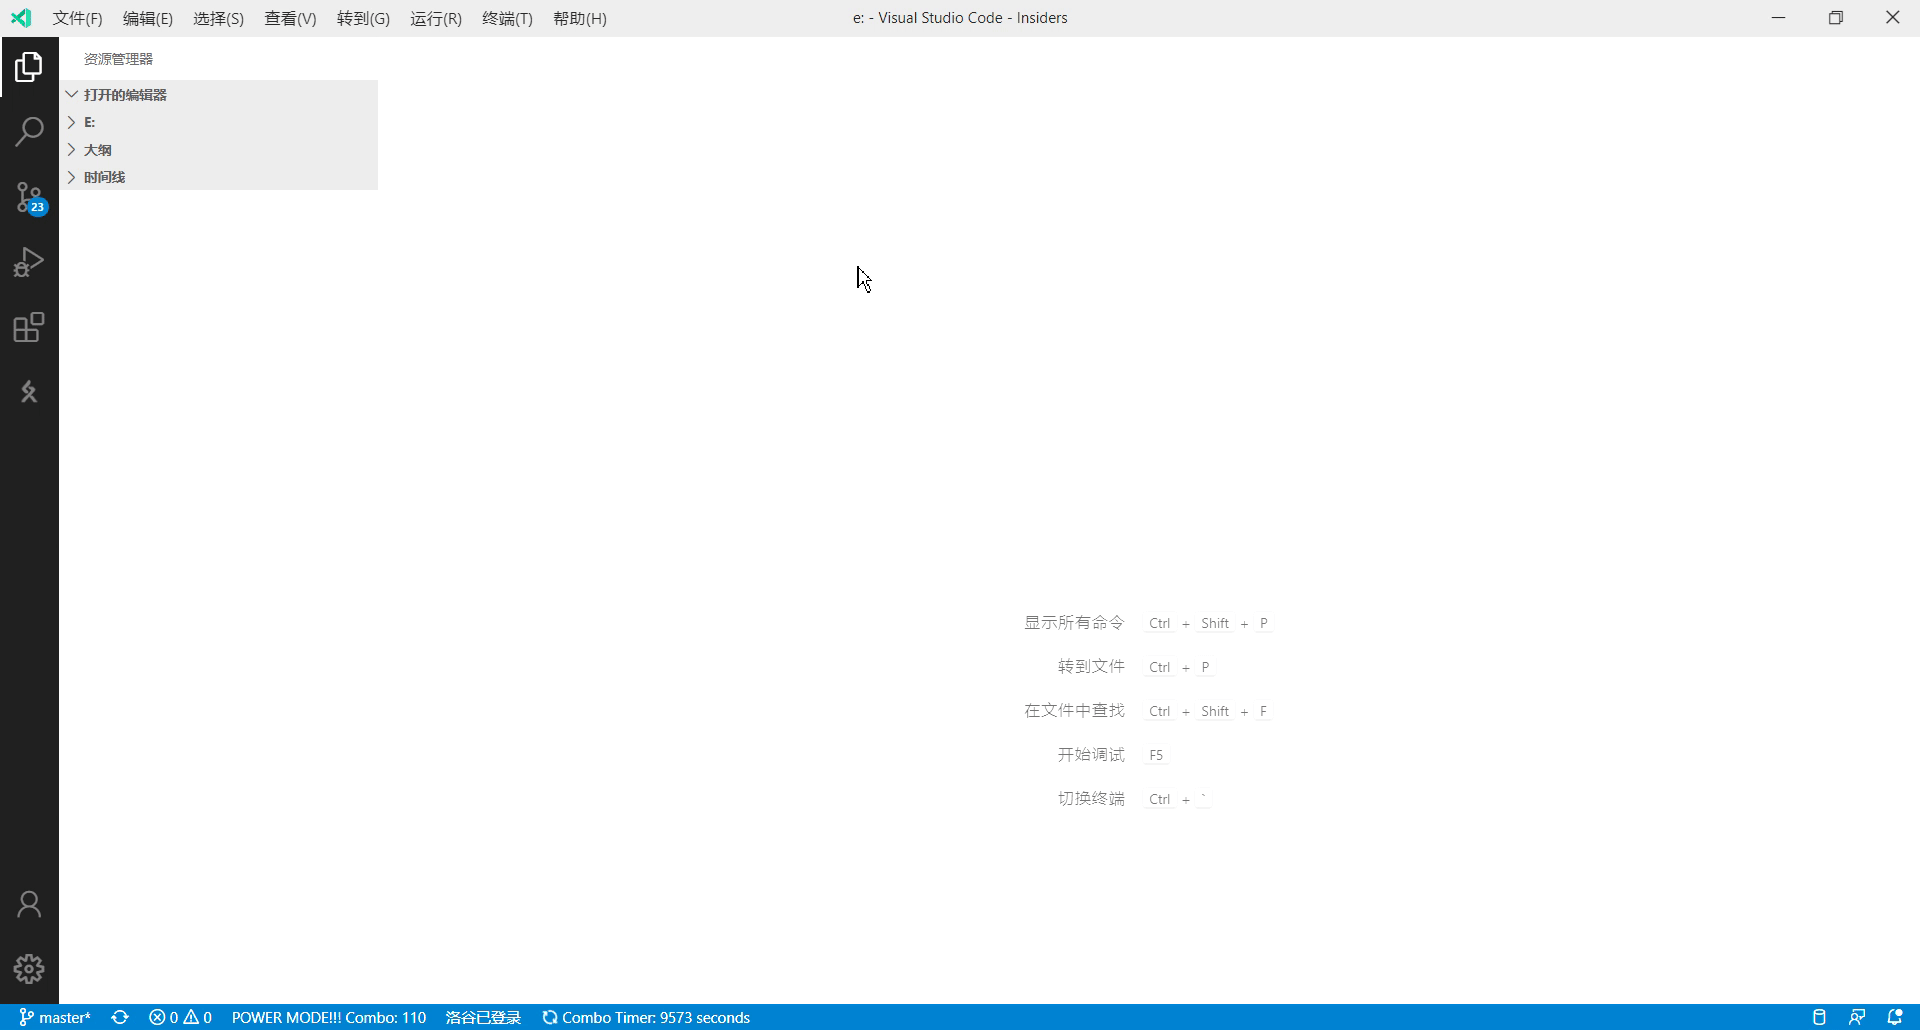 文件(F) 编辑(E) 选择(S) 查看(V) 转到(G) 运行(R) 终端(T) 帮助(H) e: - Visual Studio Code - Insiders
资源管理器
打开的编辑器
E:
大纲
时间线
23
显示所有命令 Ctrl + Shift + P
转到文件 Ctrl + P
在文件中查找 Ctrl + Shift + F
开始调试 F5
切换终端 Ctrl + `
master* 0 0 POWER MODE!!! Combo: 110 洛谷已登录 Combo Timer: 9573 seconds